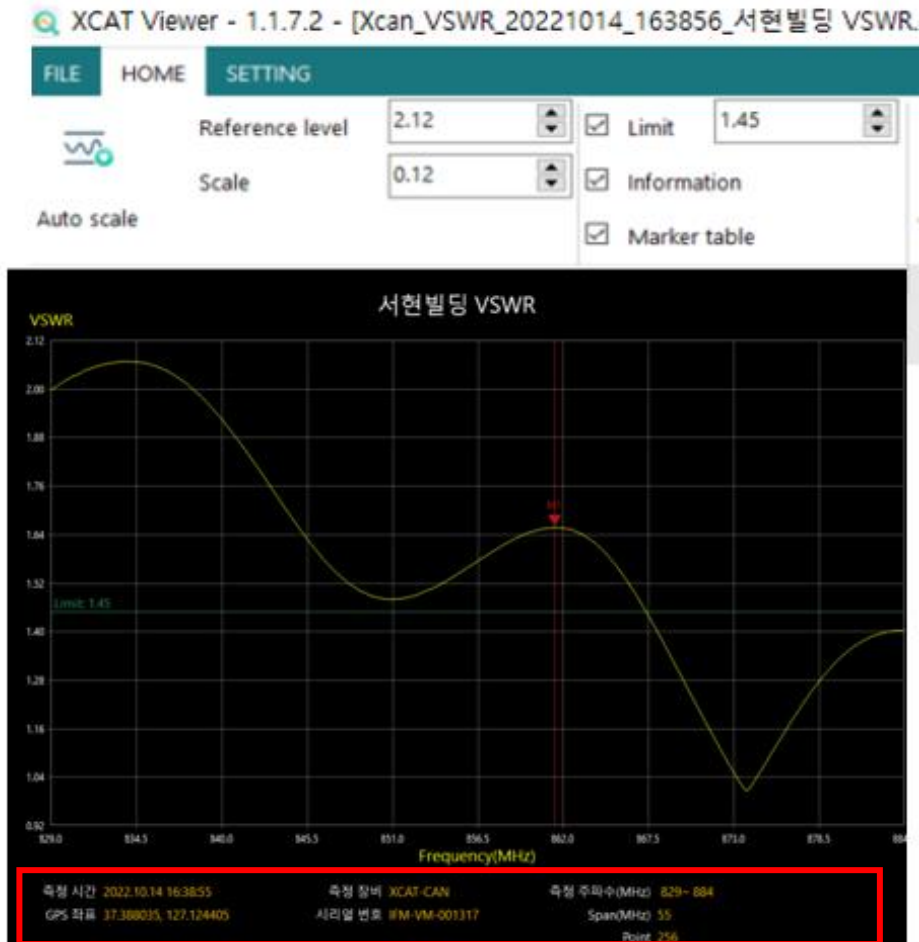 XCAT Viewer - 1.1.7.2 - [Xcan_VSWR_20221014_163856_서현빌딩 VSWR.
FILE HOME SETTING
Reference level 2.12 Limit 1.45
Scale 0.12 Information
Auto scale Marker table
서현빌딩 VSWR
VSWR
2.12
2.00
1.88
1.76
1.64
1.52
Limit: 1.45
1.40
1.28
1.16
1.04
0.92
829.0 834.5 840.0 845.5 851.0 856.5 862.0 867.5 873.0 878.5 884
Frequency(MHz)
측정 시간 2022.10.14 16:38:55 측정 장비 XCAT-CAN 측정 주파수(MHz) 829~ 884
GPS 좌표 37.388035, 127.124405 시리얼 번호 IFM-VM-001317 Span(MHz) 55
Point 256